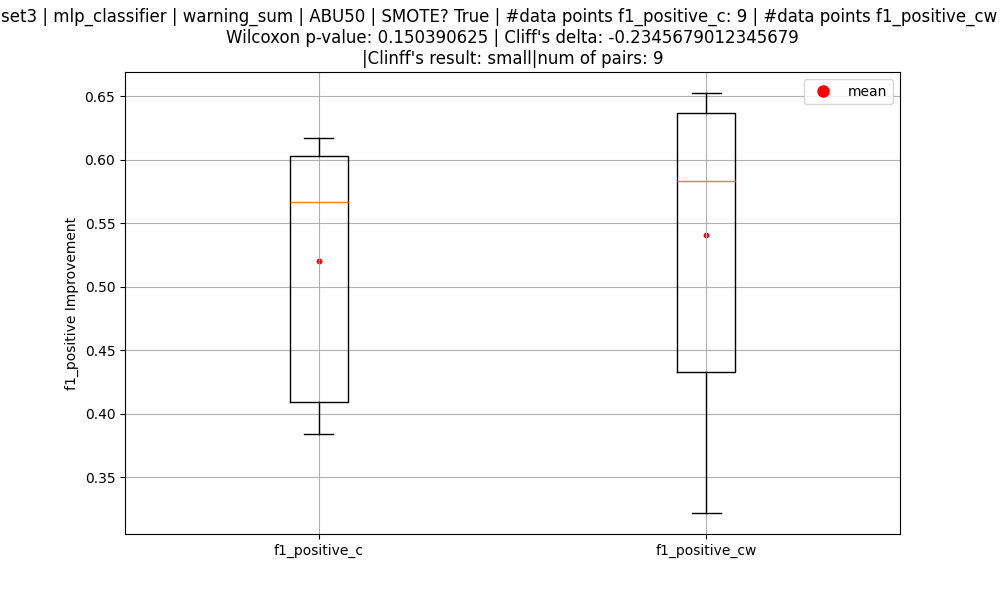 set3 | mlp_classifier | warning_sum | ABU50 | SMOTE? True | #data points f1_positive_c: 9 | #data points f1_positive_cw
Wilcoxon p-value: 0.150390625 | Cliff's delta: -0.2345679012345679
|Clinff's result: small|num of pairs: 9
mean
0.65
0.60
0.55
0.50
0.45
0.40
0.35
f1_positive Improvement
f1_positive_c
f1_positive_cw